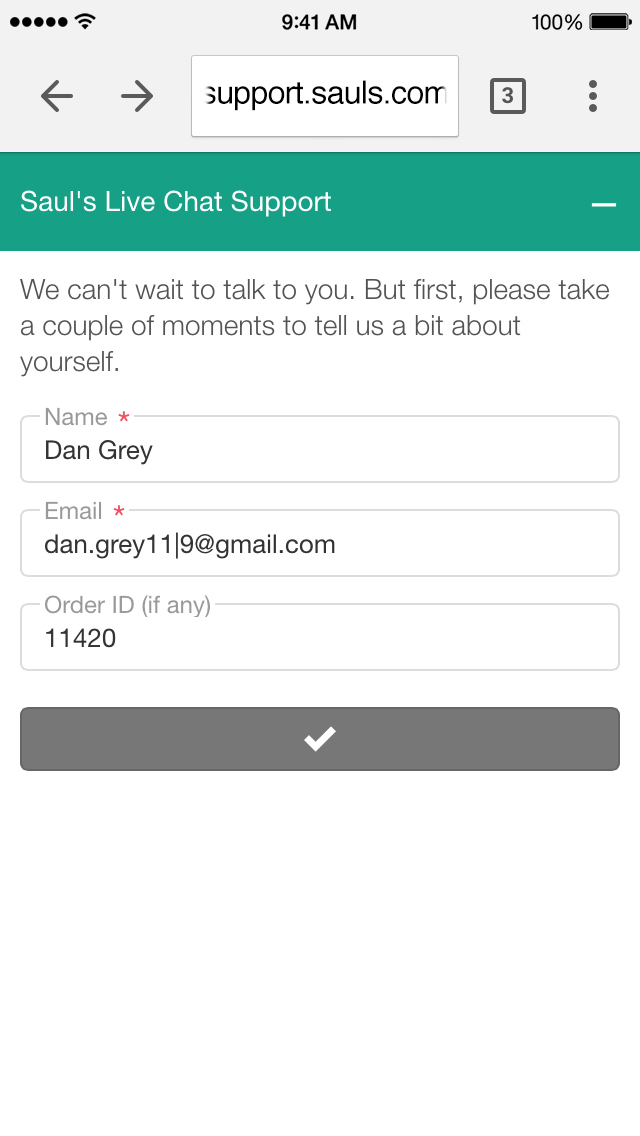 9:41 AM 100%
support.sauls.com 3
Saul's Live Chat Support
We can't wait to talk to you. But first, please take
a couple of moments to tell us a bit about
yourself.
Name *
Dan Grey
Email *
dan.grey11|9@gmail.com
Order ID (if any)
11420